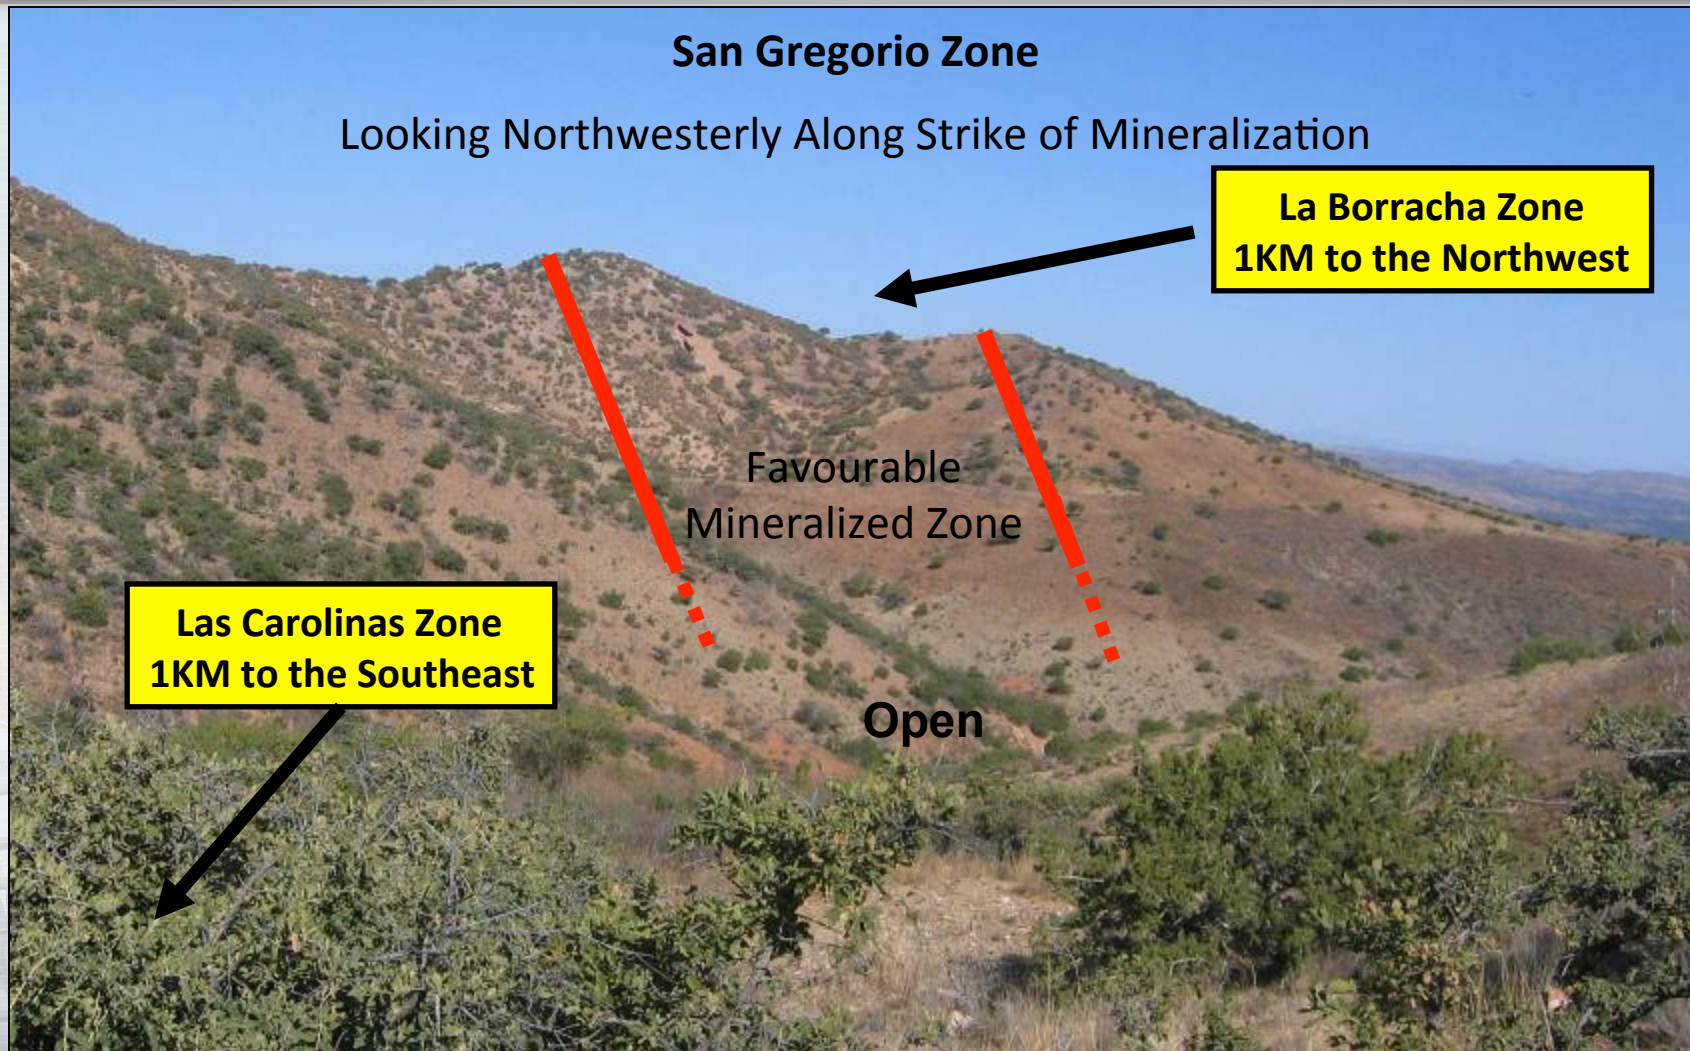 San Gregorio Zone
Looking Northwesterly Along Strike of Mineralization
La Borracha Zone
1KM to the Northwest
Favourable
Mineralized Zone
Las Carolinas Zone
1KM to the Southeast
Open